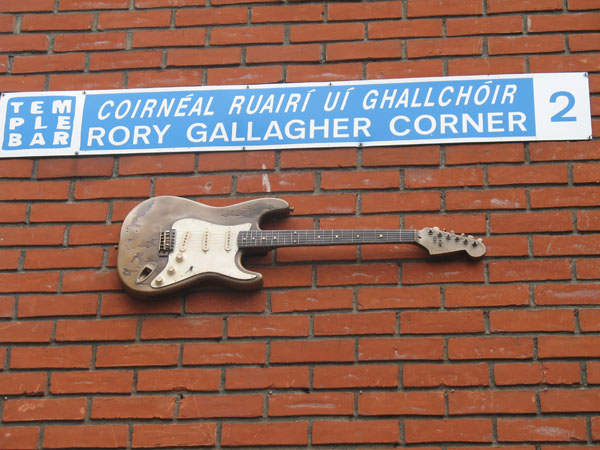 TEM
PLE
BAR
COIRNÉAL RUAIRÍ UÍ GHALLCHÓIR
RORY GALLAGHER CORNER
2